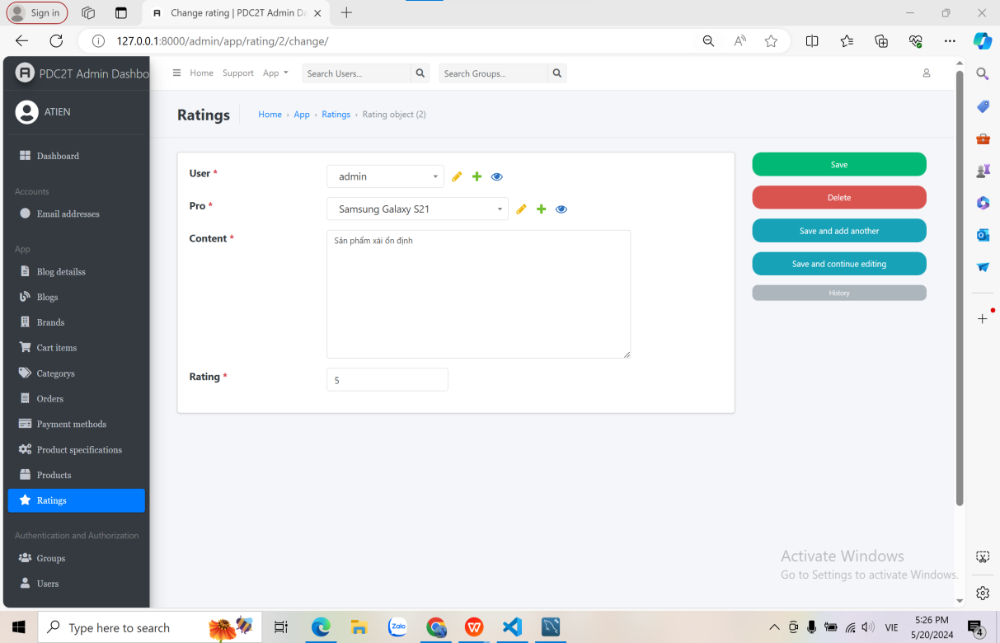 Sign in
Change rating | PDC2T Admin Da
127.0.0.1:8000/admin/app/rating/2/change/
PDC2T Admin Dashbo
Home Support App Search Users... Search Groups...
ATIEN
Ratings Home › App › Ratings › Rating object (2)
Dashboard
Accounts
Email addresses
App
Blog detailss
Blogs
Brands
Cart items
Categorys
Orders
Payment methods
Product specifications
Products
Ratings
Authentication and Authorization
Groups
Users
User * admin
Pro * Samsung Galaxy S21
Content * Sản phẩm xài ổn định
Rating * 5
Save
Delete
Save and add another
Save and continue editing
History
Activate Windows
Go to Settings to activate Windows.
Type here to search
Zalo
VIE
5:26 PM
5/20/2024
4